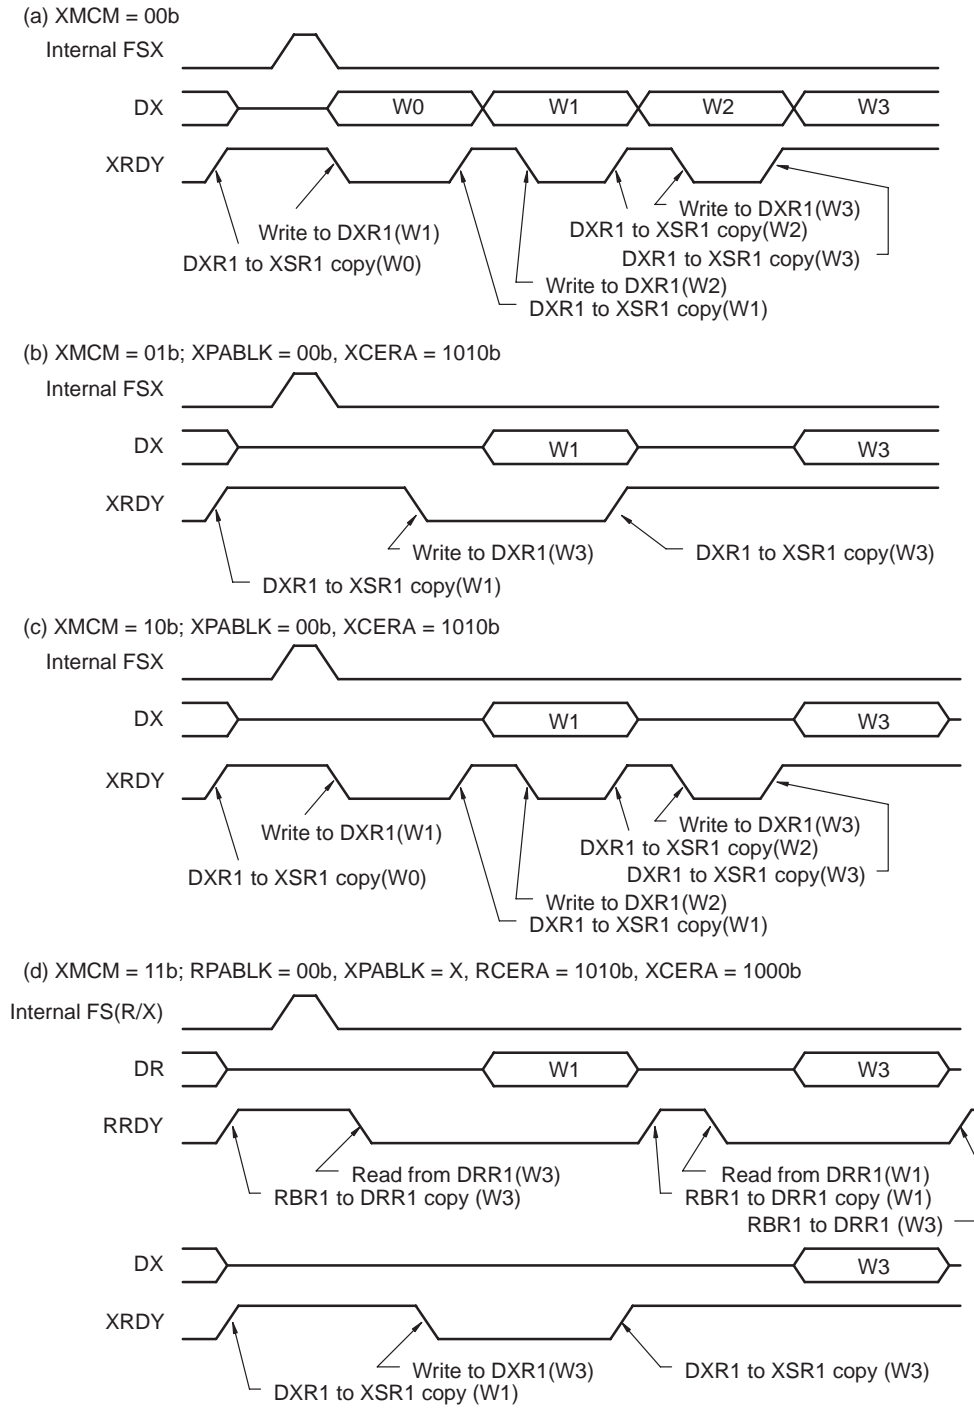 (a) XMCM = 00b
Internal FSX
DX
W0
W1
W2
W3
XRDY
Write to DXR1(W1)
DXR1 to XSR1 copy(W0)
Write to DXR1(W3)
DXR1 to XSR1 copy(W2)
DXR1 to XSR1 copy(W3)
Write to DXR1(W2)
DXR1 to XSR1 copy(W1)
(b) XMCM = 01b; XPABLK = 00b, XCERA = 1010b
Internal FSX
DX
W1
W3
XRDY
Write to DXR1(W3)
DXR1 to XSR1 copy(W3)
DXR1 to XSR1 copy(W1)
(c) XMCM = 10b; XPABLK = 00b, XCERA = 1010b
Internal FSX
DX
W1
W3
XRDY
Write to DXR1(W1)
DXR1 to XSR1 copy(W0)
Write to DXR1(W3)
DXR1 to XSR1 copy(W2)
DXR1 to XSR1 copy(W3)
Write to DXR1(W2)
DXR1 to XSR1 copy(W1)
(d) XMCM = 11b; RPABLK = 00b, XPABLK = X, RCERA = 1010b, XCERA = 1000b
Internal FS(R/X)
DR
W1
W3
RRDY
Read from DRR1(W3)
RBR1 to DRR1 copy (W3)
Read from DRR1(W1)
RBR1 to DRR1 copy (W1)
RBR1 to DRR1 (W3)
DX
W3
XRDY
Write to DXR1(W3)
DXR1 to XSR1 copy (W1)
DXR1 to XSR1 copy (W3)